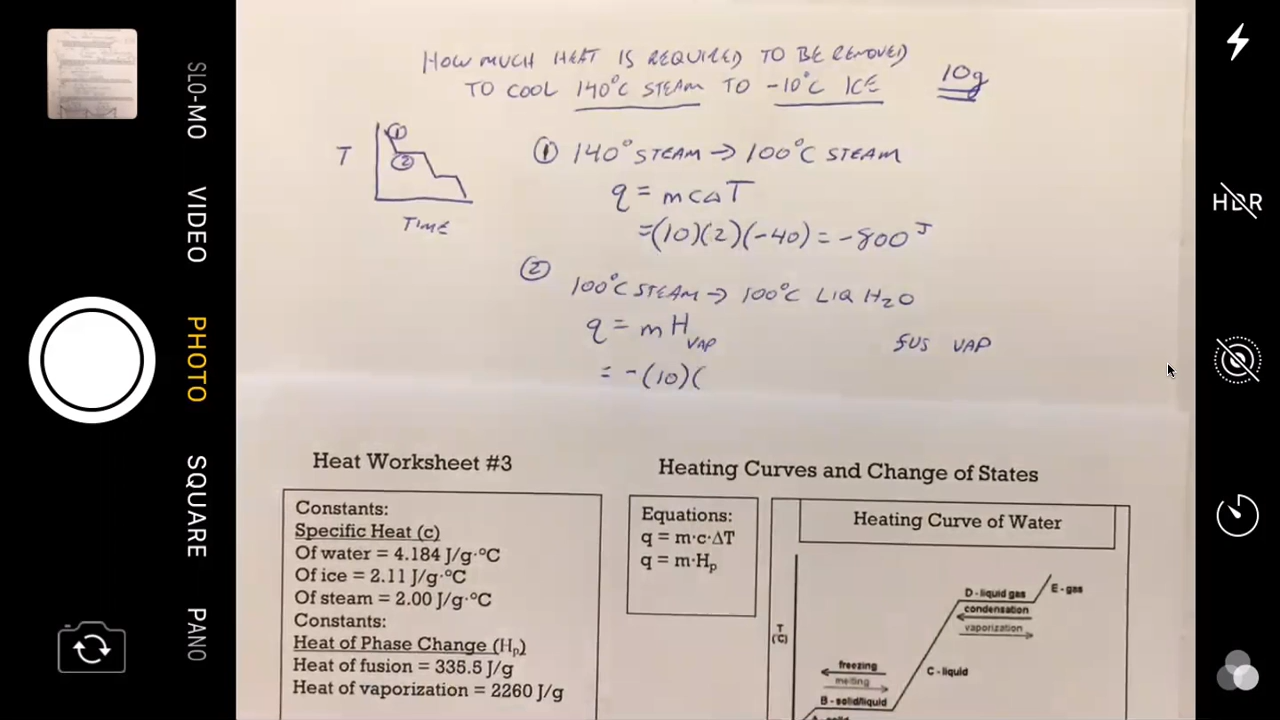 HOW MUCH HEAT IS REQUIRED TO BE REMOVED
TO COOL 140°C STEAM TO -10°C ICE 10g
T
①
②
TIME
① 140° STEAM → 100°C STEAM
q = mc△T
=(10)(2)(-40) = -800 J
②
100°C STEAM → 100°C LIQ H₂O
q = m H VAP
FUS VAP
= -(10)(
Heat Worksheet #3
Heating Curves and Change of States
Constants:
Specific Heat (c)
Of water = 4.184 J/g·°C
Of ice = 2.11 J/g·°C
Of steam = 2.00 J/g·°C
Constants:
Heat of Phase Change (Hₚ)
Heat of fusion = 335.5 J/g
Heat of vaporization = 2260 J/g
Equations:
q = m·c·ΔT
q = m·Hₚ
Heating Curve of Water
T
(°C)
D - liquid gas
E - gas
condensation
vaporization
freezing
melting
C - liquid
B - solid/liquid
A - solid
SLO-MO
VIDEO
PHOTO
SQUARE
PANO
HDR